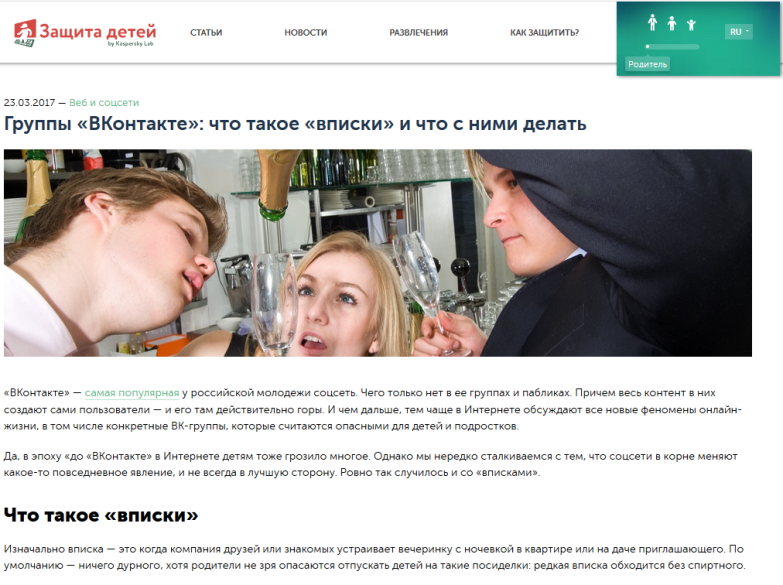 Защита детей
by Kaspersky Lab
СТАТЬИ
НОВОСТИ
РАЗВЛЕЧЕНИЯ
КАК ЗАЩИТИТЬ?
RU
Родитель
23.03.2017 — Веб и соцсети
Группы «ВКонтакте»: что такое «вписки» и что с ними делать
«ВКонтакте» — самая популярная у российской молодежи соцсеть. Чего только нет в ее группах и пабликах. Причем весь контент в них
создают сами пользователи — и его там действительно горы. И чем дальше, тем чаще в Интернете обсуждают все новые феномены онлайн-
жизни, в том числе конкретные ВК-группы, которые считаются опасными для детей и подростков.
Да, в эпоху «до «ВКонтакте» в Интернете детям тоже грозило многое. Однако мы нередко сталкиваемся с тем, что соцсети в корне меняют
какое-то повседневное явление, и не всегда в лучшую сторону. Ровно так случилось и со «вписками».
Что такое «вписки»
Изначально вписка — это когда компания друзей или знакомых устраивает вечеринку с ночевкой в квартире или на даче приглашающего. По
умолчанию — ничего дурного, хотя родители не зря опасаются отпускать детей на такие посиделки: редкая вписка обходится без спиртного.